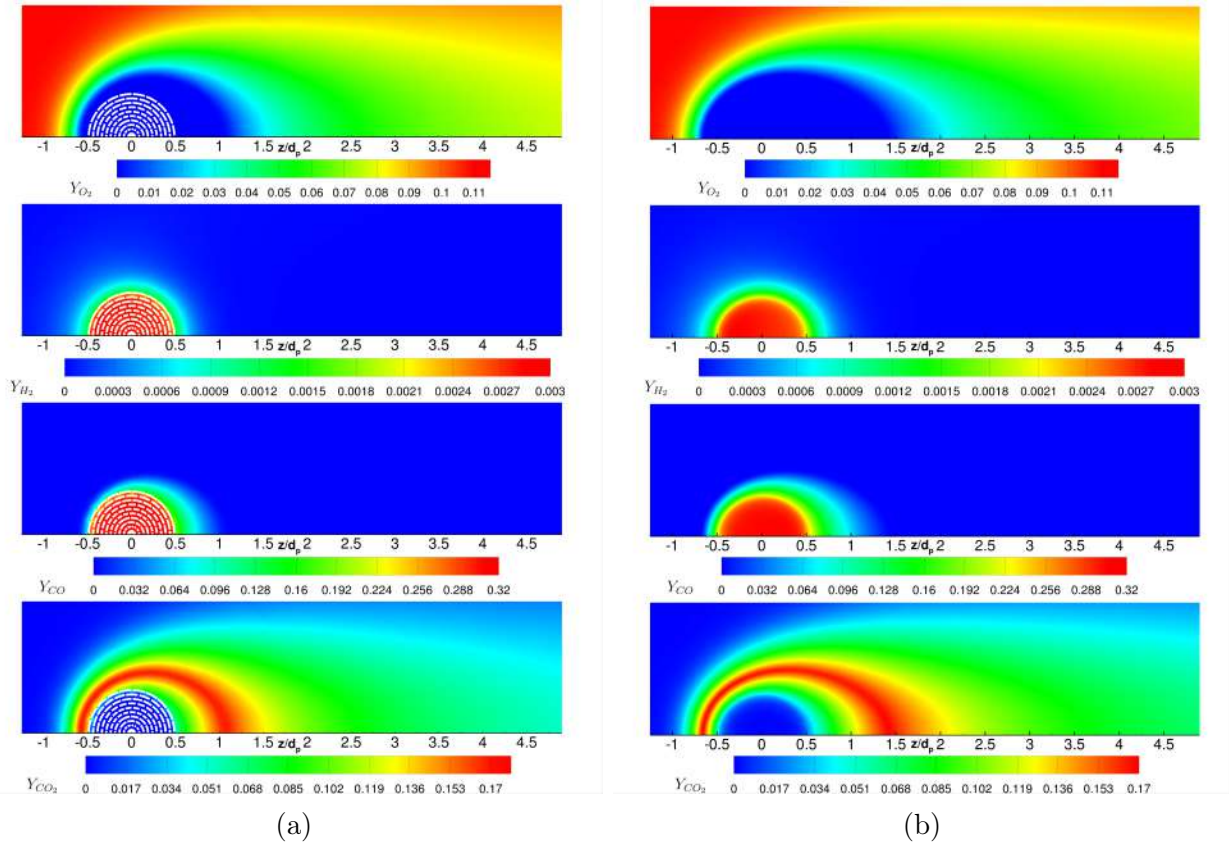 -1 -0.5 0 0.5 1 1.5 z/dp 2 2.5 3 3.5 4 4.5
Y_{O_2} 0 0.01 0.02 0.03 0.04 0.05 0.06 0.07 0.08 0.09 0.1 0.11
-1 -0.5 0 0.5 1 1.5 z/dp 2 2.5 3 3.5 4 4.5
Y_{H_2} 0 0.0003 0.0006 0.0009 0.0012 0.0015 0.0018 0.0021 0.0024 0.0027 0.003
-1 -0.5 0 0.5 1 1.5 z/dp 2 2.5 3 3.5 4 4.5
Y_{CO} 0 0.032 0.064 0.096 0.128 0.16 0.192 0.224 0.256 0.288 0.32
-1 -0.5 0 0.5 1 1.5 z/dp 2 2.5 3 3.5 4 4.5
Y_{CO_2} 0 0.017 0.034 0.051 0.068 0.085 0.102 0.119 0.136 0.153 0.17
(a)
-1 -0.5 0 0.5 1 1.5 z/dp 2 2.5 3 3.5 4 4.5
Y_{O_2} 0 0.01 0.02 0.03 0.04 0.05 0.06 0.07 0.08 0.09 0.1 0.11
-1 -0.5 0 0.5 1 1.5 z/dp 2 2.5 3 3.5 4 4.5
Y_{H_2} 0 0.0003 0.0006 0.0009 0.0012 0.0015 0.0018 0.0021 0.0024 0.0027 0.003
-1 -0.5 0 0.5 1 1.5 z/dp 2 2.5 3 3.5 4 4.5
Y_{CO} 0 0.032 0.064 0.096 0.128 0.16 0.192 0.224 0.256 0.288 0.32
-1 -0.5 0 0.5 1 1.5 z/dp 2 2.5 3 3.5 4 4.5
Y_{CO_2} 0 0.017 0.034 0.051 0.068 0.085 0.102 0.119 0.136 0.153 0.17
(b)